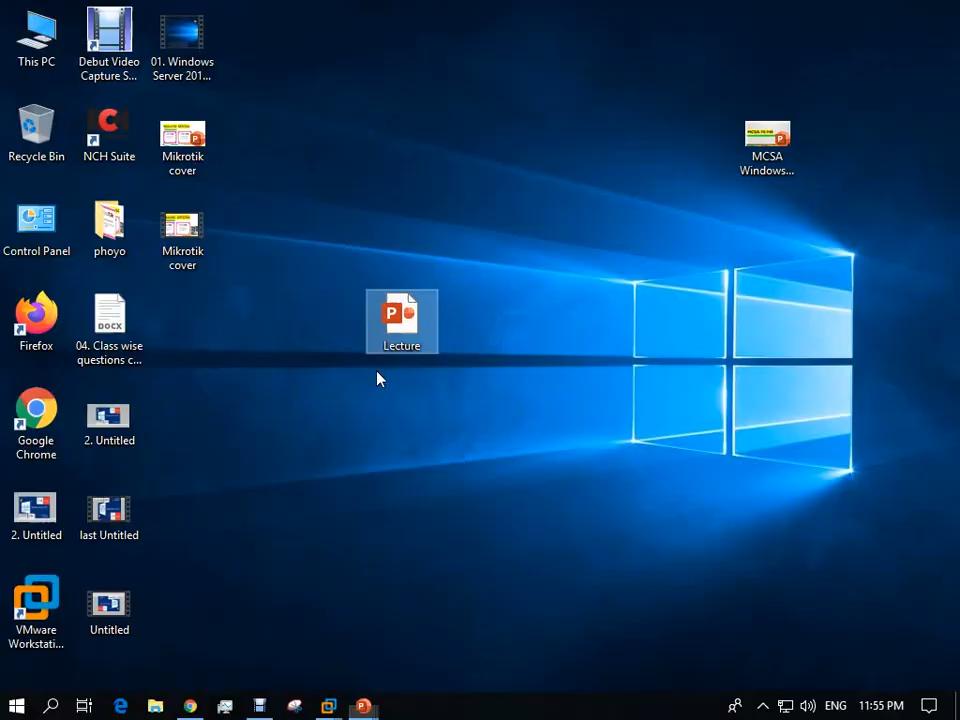 This PC
Debut Video
Capture S...
01. Windows
Server 201...
Recycle Bin
NCH Suite
Mikrotik
cover
MCSA
Windows...
Control Panel
phoyo
Mikrotik
cover
Firefox
DOCX
04. Class wise
questions c...
P
Lecture
Google
Chrome
2. Untitled
2. Untitled
last Untitled
VMware
Workstati...
Untitled
ENG
11:55 PM